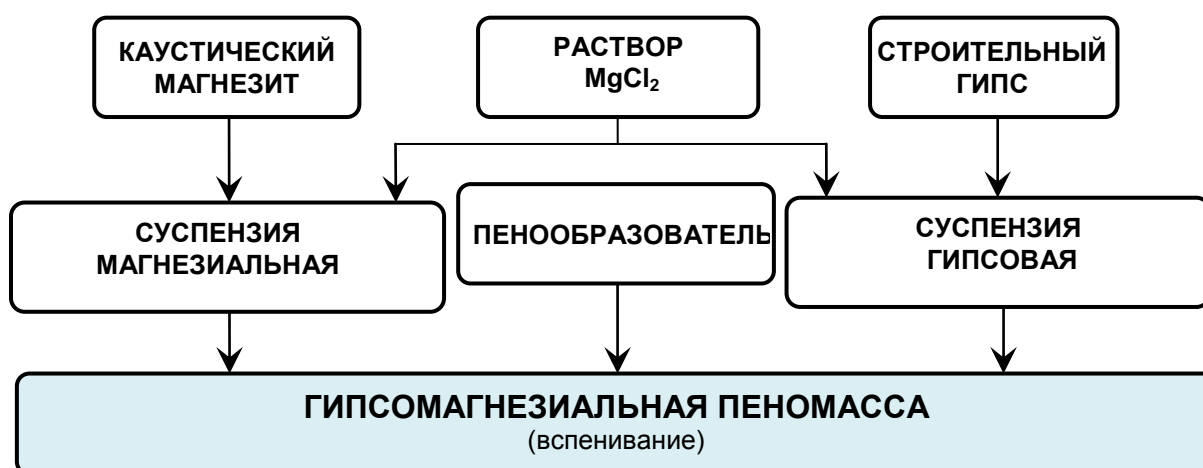 КАУСТИЧЕСКИЙ
МАГНЕЗИТ
РАСТВОР
MgCl₂
СТРОИТЕЛЬНЫЙ
ГИПС
СУСПЕНЗИЯ
МАГНЕЗИАЛЬНАЯ
ПЕНООБРАЗОВАТЕЛЬ
СУСПЕНЗИЯ
ГИПСОВАЯ
ГИПСОМАГНЕЗИАЛЬНАЯ ПЕНОМАССА
(вспенивание)